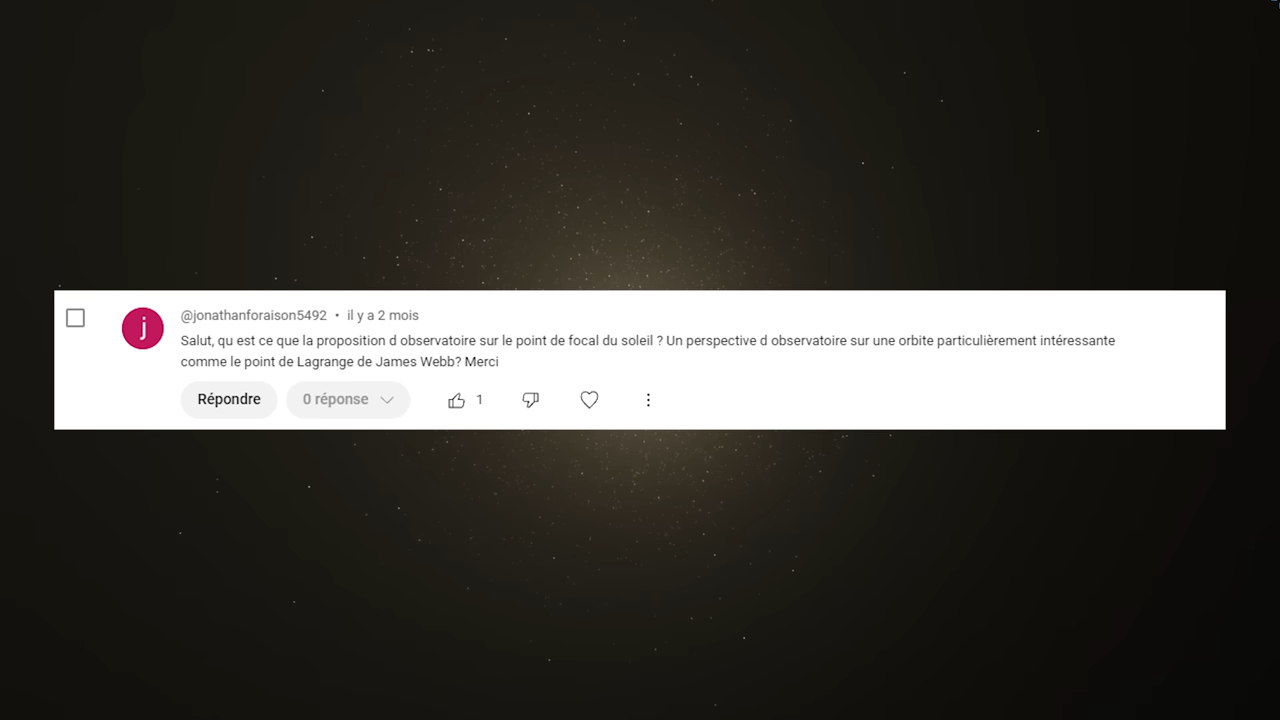 j
@jonathanforaison5492 • il y a 2 mois
Salut, qu est ce que la proposition d observatoire sur le point de focal du soleil ? Un perspective d observatoire sur une orbite particulièrement intéressante
comme le point de Lagrange de James Webb? Merci
Répondre 0 réponse 1